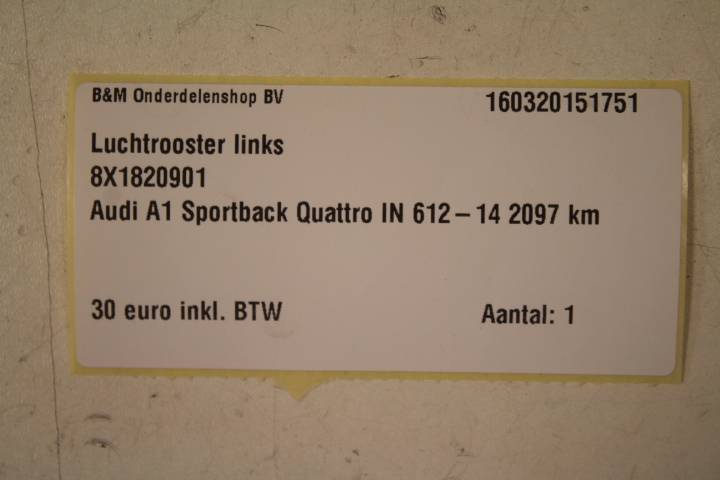 B&M Onderdelenshop BV 160320151751
Luchtrooster links
8X1820901
Audi A1 Sportback Quattro IN 612 – 14 2097 km
30 euro inkl. BTW Aantal: 1